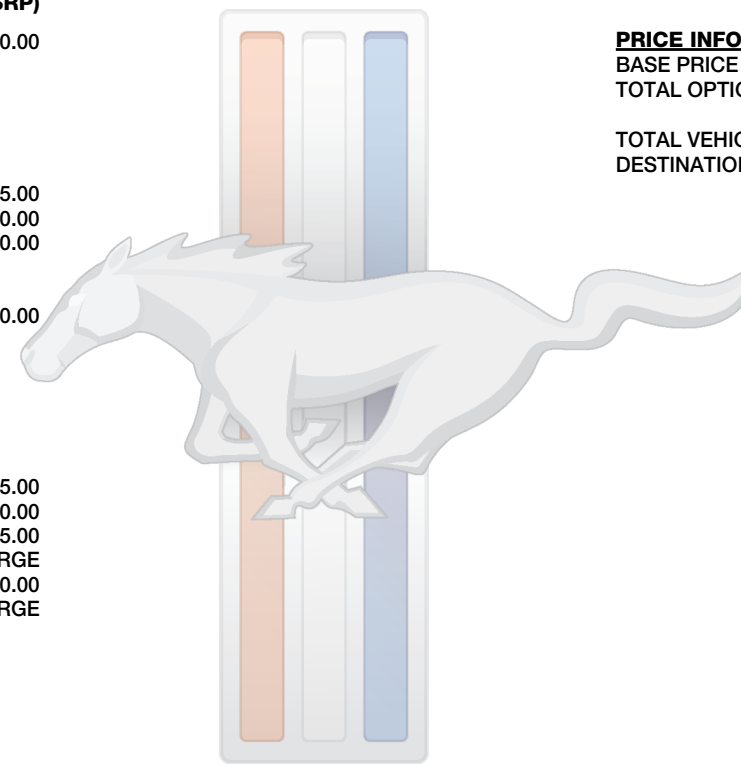 SRP)
0.00
5.00
0.00
0.00
0.00
5.00
0.00
5.00
RGE
0.00
RGE
PRICE INFO
BASE PRICE
TOTAL OPTIO
TOTAL VEHIC
DESTINATION